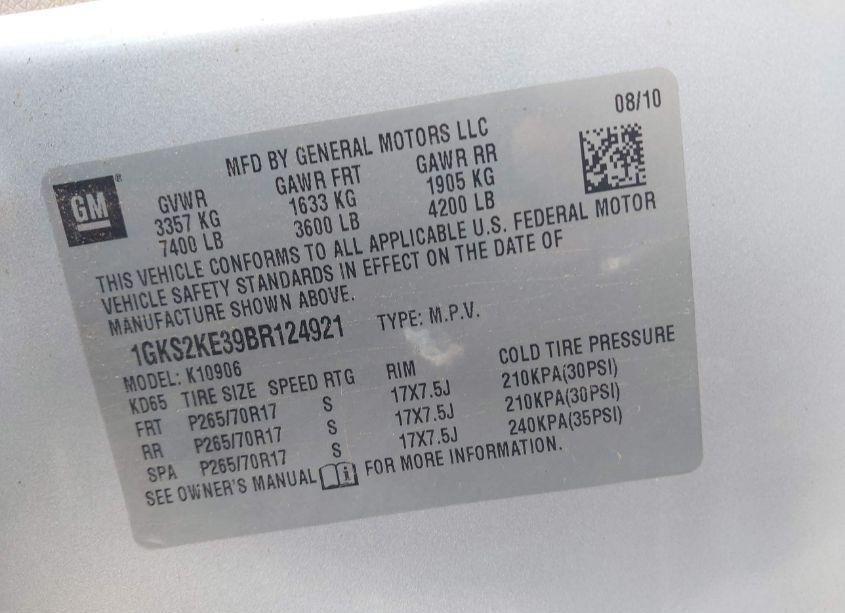 08/10
MFD BY GENERAL MOTORS LLC
GM®
GVWR GAWR FRT GAWR RR
3357 KG 1633 KG 1905 KG
7400 LB 3600 LB 4200 LB
THIS VEHICLE CONFORMS TO ALL APPLICABLE U.S. FEDERAL MOTOR
VEHICLE SAFETY STANDARDS IN EFFECT ON THE DATE OF
MANUFACTURE SHOWN ABOVE.
1GKS2KE39BR124921 TYPE: M.P.V.
MODEL: K10906
KD65 TIRE SIZE SPEED RTG RIM COLD TIRE PRESSURE
FRT P265/70R17 S 17X7.5J 210KPA(30PSI)
RR P265/70R17 S 17X7.5J 210KPA(30PSI)
SPA P265/70R17 S 17X7.5J 240KPA(35PSI)
SEE OWNER'S MANUAL FOR MORE INFORMATION.